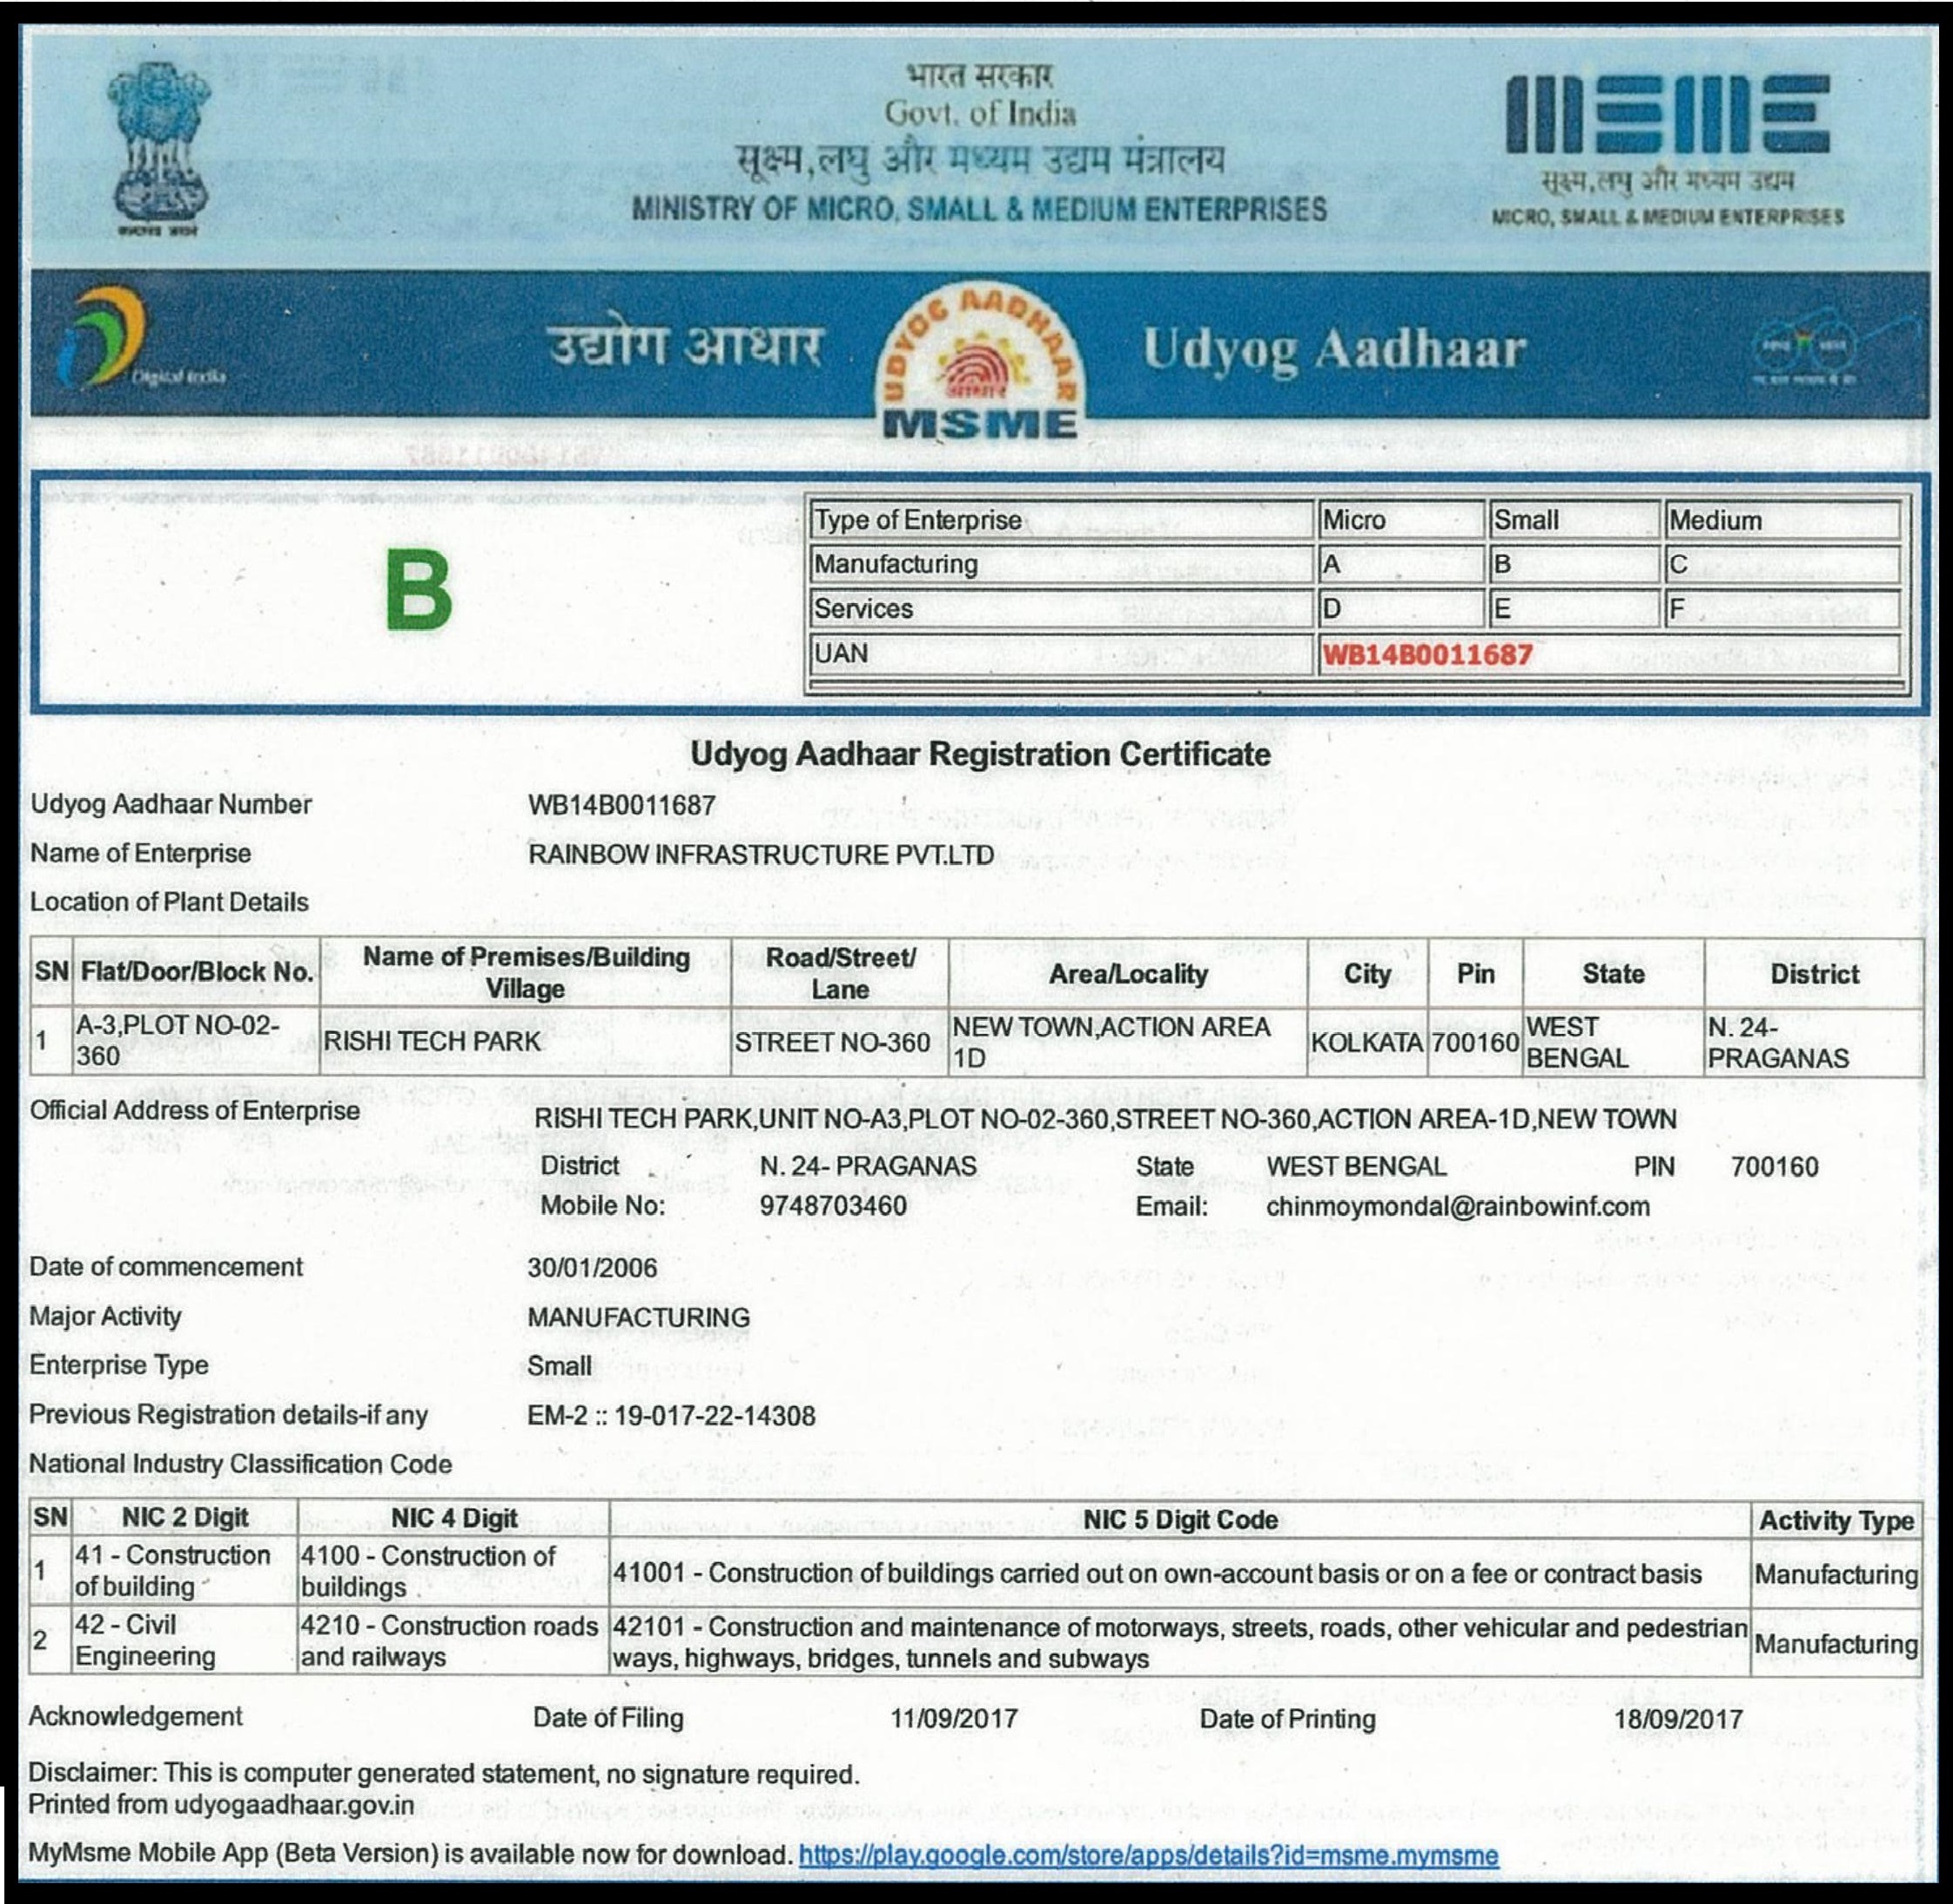 भारत सरकार
Govt. of India
सूक्ष्म,लघु और मध्यम उद्यम मंत्रालय
MINISTRY OF MICRO, SMALL & MEDIUM ENTERPRISES
सूक्ष्म,लघु और मध्यम उद्यम
MICRO, SMALL & MEDIUM ENTERPRISES
Digital India
उद्योग आधार
UDYOG AADHAAR
आधार
MSME
Udyog Aadhaar
B
Type of Enterprise Micro Small Medium
Manufacturing A B C
Services D E F
UAN WB14B0011687
Udyog Aadhaar Registration Certificate
Udyog Aadhaar Number WB14B0011687
Name of Enterprise RAINBOW INFRASTRUCTURE PVT.LTD
Location of Plant Details
SN Flat/Door/Block No. Name of Premises/Building Village Road/Street/ Lane Area/Locality City Pin State District
1 A-3,PLOT NO-02-360 RISHI TECH PARK STREET NO-360 NEW TOWN,ACTION AREA 1D KOLKATA 700160 WEST BENGAL N. 24- PRAGANAS
Official Address of Enterprise RISHI TECH PARK,UNIT NO-A3,PLOT NO-02-360,STREET NO-360,ACTION AREA-1D,NEW TOWN
District N. 24- PRAGANAS State WEST BENGAL PIN 700160
Mobile No: 9748703460 Email: chinmoymondal@rainbowinf.com
Date of commencement 30/01/2006
Major Activity MANUFACTURING
Enterprise Type Small
Previous Registration details-if any EM-2 :: 19-017-22-14308
National Industry Classification Code
SN NIC 2 Digit NIC 4 Digit NIC 5 Digit Code Activity Type
1 41 - Construction of building 4100 - Construction of buildings 41001 - Construction of buildings carried out on own-account basis or on a fee or contract basis Manufacturing
2 42 - Civil Engineering 4210 - Construction roads and railways 42101 - Construction and maintenance of motorways, streets, roads, other vehicular and pedestrian ways, highways, bridges, tunnels and subways Manufacturing
Acknowledgement Date of Filing 11/09/2017 Date of Printing 18/09/2017
Disclaimer: This is computer generated statement, no signature required.
Printed from udyogaadhaar.gov.in
MyMsme Mobile App (Beta Version) is available now for download. https://play.google.com/store/apps/details?id=msme.mymsme